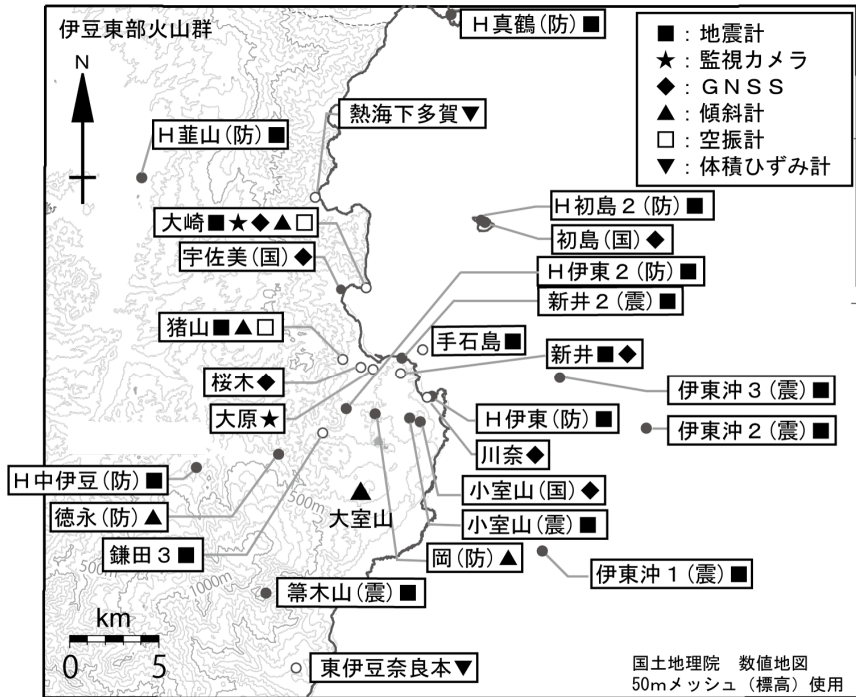 伊豆東部火山群
N
H真鶴(防)■
■:地震計
★:監視カメラ
◆:GNSS
▲:傾斜計
□:空振計
▼:体積ひずみ計
熱海下多賀▼
H韮山(防)■
大崎■★◆▲□
宇佐美(国)◆
H初島2(防)■
初島(国)◆
H伊東2(防)■
新井2(震)■
猪山■▲□
手石島■
新井■◆
桜木◆
大原★
伊東沖3(震)■
H伊東(防)■
伊東沖2(震)■
川奈◆
H中伊豆(防)■
小室山(国)◆
徳永(防)▲
500m
大室山
小室山(震)■
鎌田3■
岡(防)▲
伊東沖1(震)■
1000m
箒木山(震)■
km
0 5
東伊豆奈良本▼
国土地理院 数値地図
50mメッシュ(標高)使用